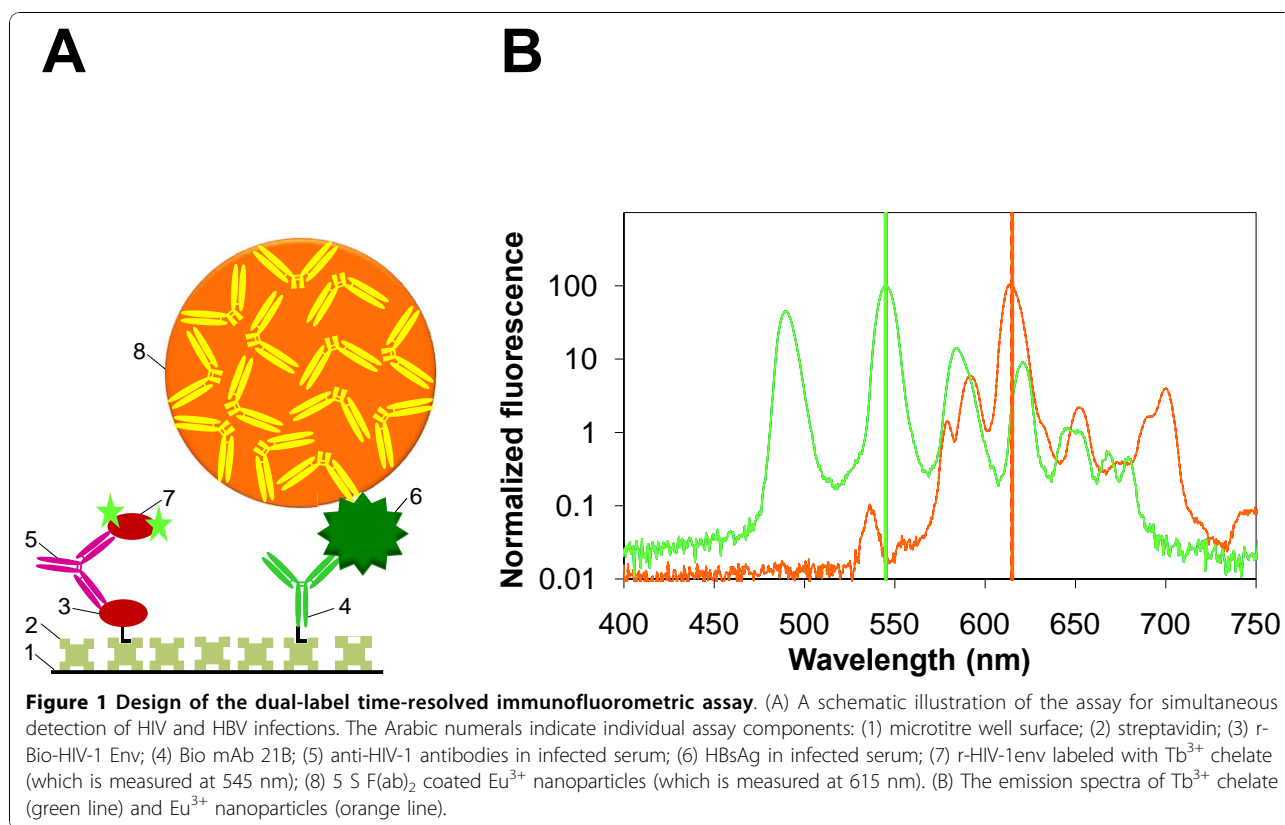 A
B
8
7
6
5
4
3
2
1
Normalized fluorescence
100
10
1
0.1
0.01
400 450 500 550 600 650 700 750
Wavelength (nm)
Figure 1 Design of the dual-label time-resolved immunofluorometric assay. (A) A schematic illustration of the assay for simultaneous
detection of HIV and HBV infections. The Arabic numerals indicate individual assay components: (1) microtitre well surface; (2) streptavidin; (3) r-
Bio-HIV-1 Env; (4) Bio mAb 21B; (5) anti-HIV-1 antibodies in infected serum; (6) HBsAg in infected serum; (7) r-HIV-1env labeled with Tb³⁺ chelate
(which is measured at 545 nm); (8) 5 S F(ab)₂ coated Eu³⁺ nanoparticles (which is measured at 615 nm). (B) The emission spectra of Tb³⁺ chelate
(green line) and Eu³⁺ nanoparticles (orange line).